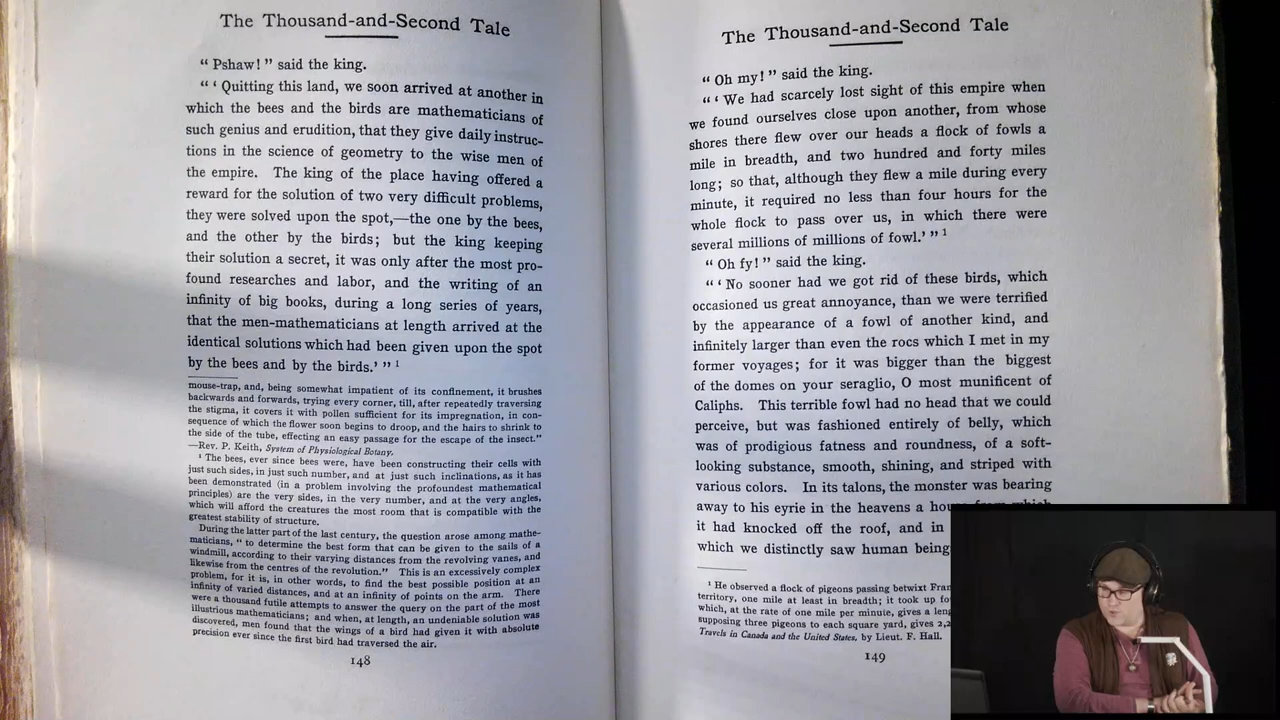 The Thousand-and-Second Tale
“ Pshaw! ” said the king.
“ ‘ Quitting this land, we soon arrived at another in
which the bees and the birds are mathematicians of
such genius and erudition, that they give daily instruc-
tions in the science of geometry to the wise men of
the empire. The king of the place having offered a
reward for the solution of two very difficult problems,
they were solved upon the spot,—the one by the bees,
and the other by the birds; but the king keeping
their solution a secret, it was only after the most pro-
found researches and labor, and the writing of an
infinity of big books, during a long series of years,
that the men-mathematicians at length arrived at the
identical solutions which had been given upon the spot
by the bees and by the birds.’ ” 1
mouse-trap, and, being somewhat impatient of its confinement, it brushes
backwards and forwards, trying every corner, till, after repeatedly traversing
the stigma, it covers it with pollen sufficient for its impregnation, in con-
sequence of which the flower soon begins to droop, and the hairs to shrink to
the side of the tube, effecting an easy passage for the escape of the insect.”
—Rev. P. Keith, System of Physiological Botany.
1 The bees, ever since bees were, have been constructing their cells with
just such sides, in just such number, and at just such inclinations, as it has
been demonstrated (in a problem involving the profoundest mathematical
principles) are the very sides, in the very number, and at the very angles,
which will afford the creatures the most room that is compatible with the
greatest stability of structure.
During the latter part of the last century, the question arose among mathe-
maticians, “ to determine the best form that can be given to the sails of a
windmill, according to their varying distances from the revolving vanes, and
likewise from the centres of the revolution.” This is an excessively complex
problem, for it is, in other words, to find the best possible position at an
infinity of varied distances, and at an infinity of points on the arm. There
were a thousand futile attempts to answer the query on the part of the most
illustrious mathematicians; and when, at length, an undeniable solution was
discovered, men found that the wings of a bird had given it with absolute
precision ever since the first bird had traversed the air.
148
The Thousand-and-Second Tale
“ Oh my! ” said the king.
“ ‘ We had scarcely lost sight of this empire when
we found ourselves close upon another, from whose
shores there flew over our heads a flock of fowls a
mile in breadth, and two hundred and forty miles
long; so that, although they flew a mile during every
minute, it required no less than four hours for the
whole flock to pass over us, in which there were
several millions of millions of fowl.’ ” 1
“ Oh fy! ” said the king.
“ ‘ No sooner had we got rid of these birds, which
occasioned us great annoyance, than we were terrified
by the appearance of a fowl of another kind, and
infinitely larger than even the rocs which I met in my
former voyages; for it was bigger than the biggest
of the domes on your seraglio, O most munificent of
Caliphs. This terrible fowl had no head that we could
perceive, but was fashioned entirely of belly, which
was of prodigious fatness and roundness, of a soft-
looking substance, smooth, shining, and striped with
various colors. In its talons, the monster was bearing
away to his eyrie in the heavens a house from which
it had knocked off the roof, and in
which we distinctly saw human being
1 He observed a flock of pigeons passing betwixt
territory, one mile at least in breadth; it took up
which, at the rate of one mile per minute, gives a
supposing three pigeons to each square yard, gives
Travels in Canada and the United States, by Lieut. F. Hall.
149